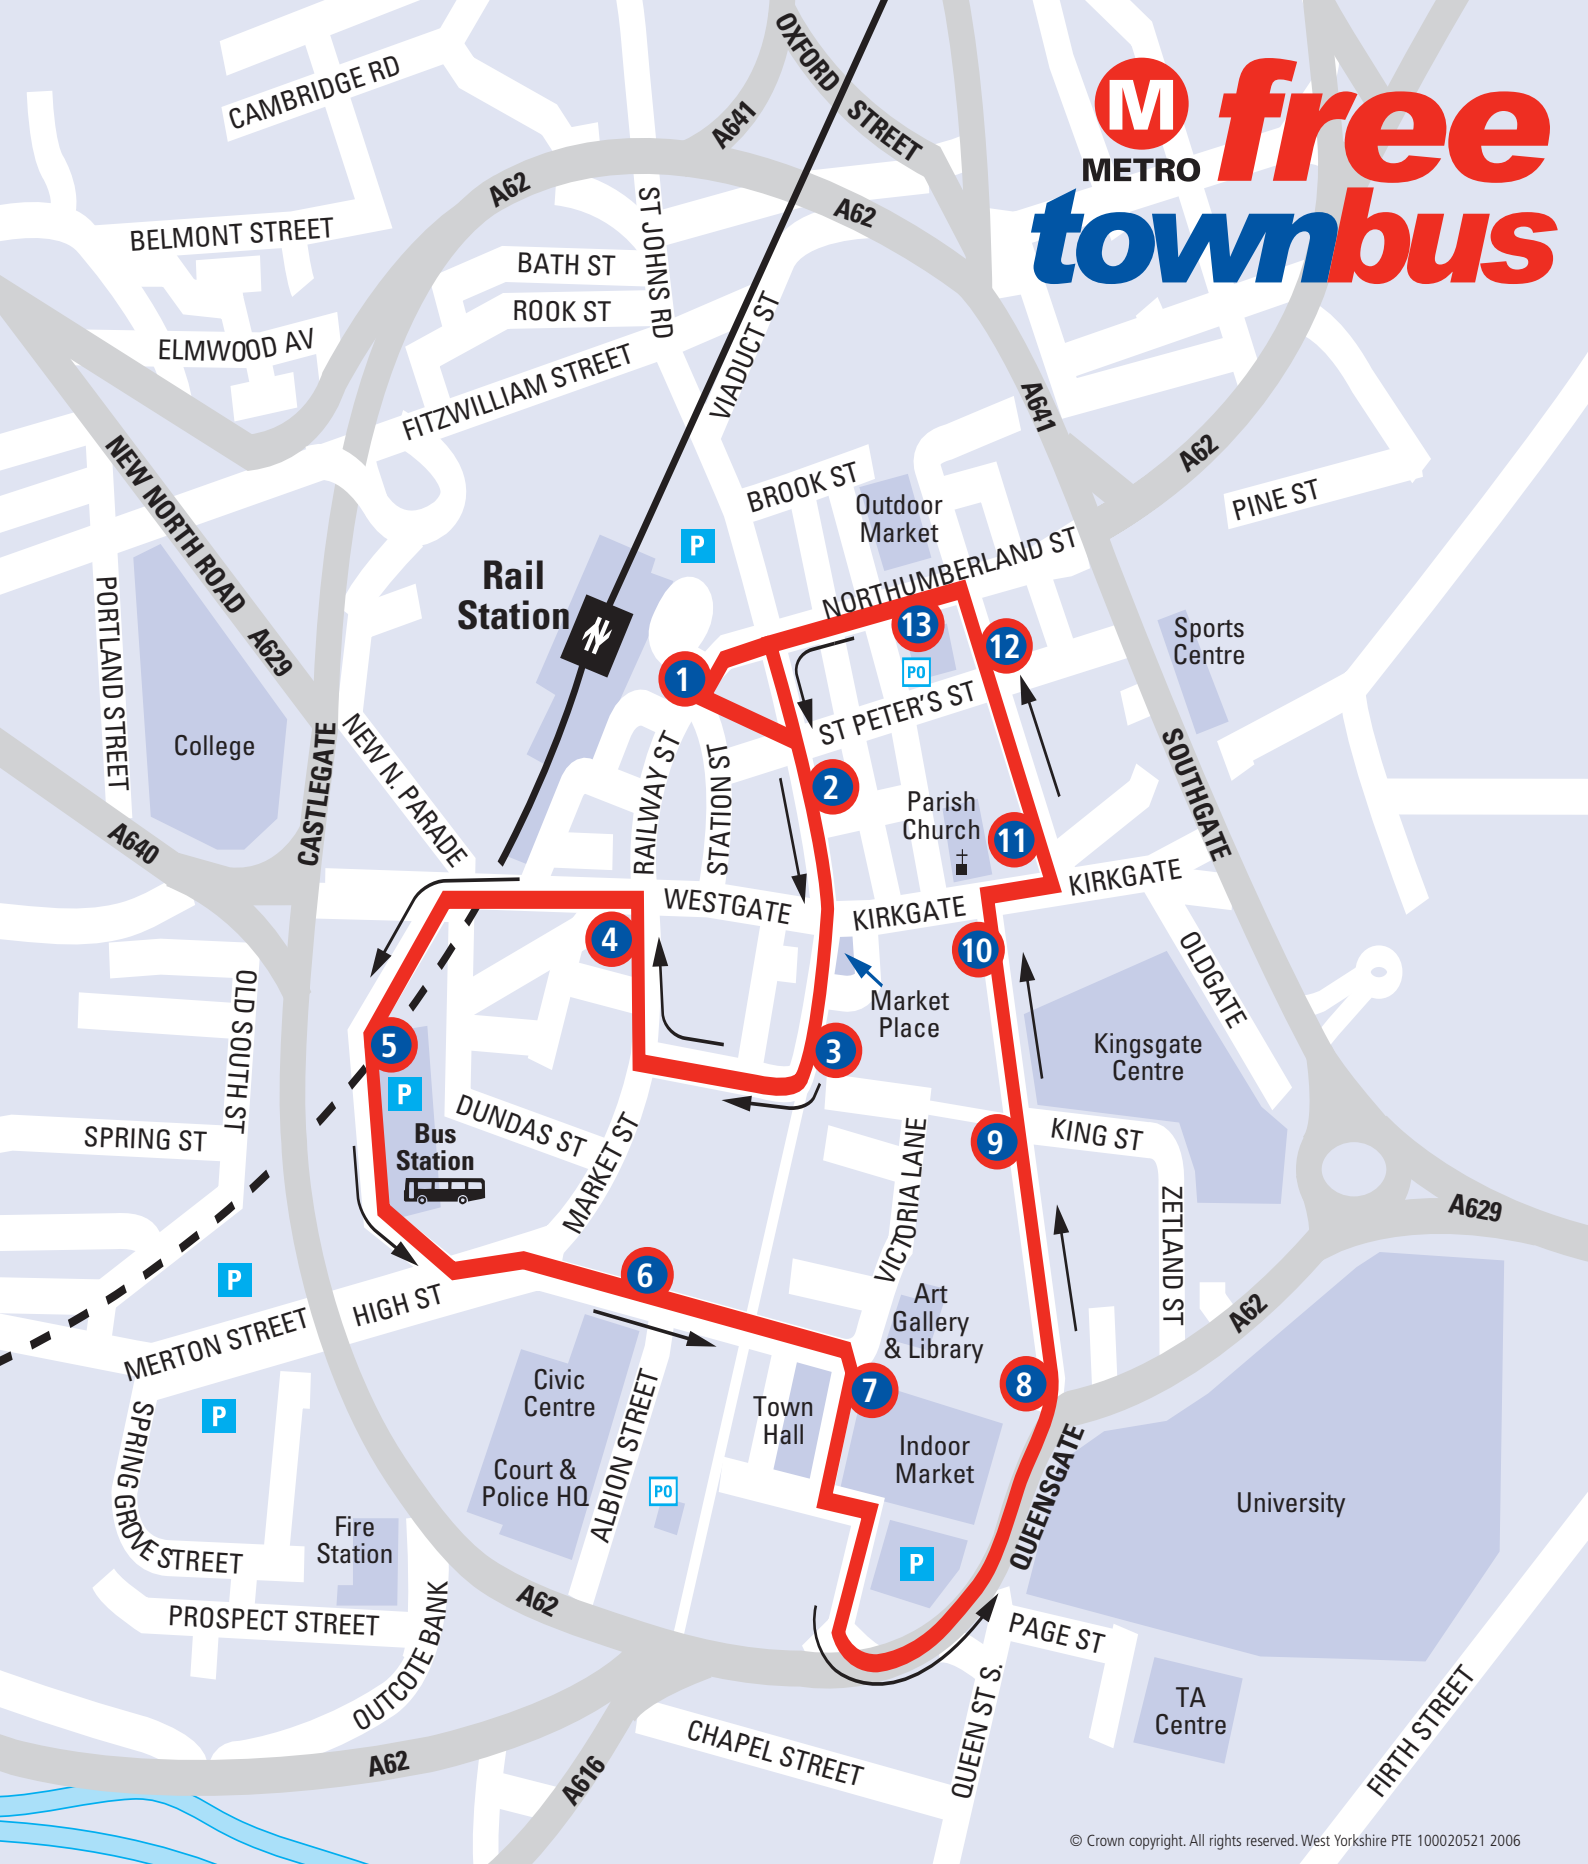 M
METRO
free
townbus
CAMBRIDGE RD
A641
OXFORD STREET
A62
A62
BELMONT STREET
ST JOHNS RD
BATH ST
ROOK ST
ELMWOOD AV
FITZWILLIAM STREET
VIADUCT ST
A641
A62
NEW NORTH ROAD
A629
BROOK ST
Outdoor
Market
PINE ST
P
NORTHUMBERLAND ST
Rail
Station
PORTLAND STREET
13
12
1
PO
Sports
Centre
ST PETER'S ST
College
CASTLEGATE
NEW N. PARADE
RAILWAY ST
STATION ST
2
SOUTHGATE
Parish
Church
11
A640
WESTGATE
KIRKGATE
KIRKGATE
4
10
OLDGATE
OLD SOUTH ST
Market
Place
5
3
Kingsgate
Centre
P
DUNDAS ST
MARKET ST
SPRING ST
Bus
Station
VICTORIA LANE
9
KING ST
ZETLAND ST
A629
P
6
HIGH ST
MERTON STREET
Art
Gallery
& Library
A62
Civic
Centre
ALBION STREET
Town
Hall
7
8
P
SPRING GROVE STREET
Indoor
Market
QUEENSGATE
Court &
Police HQ
PO
University
Fire
Station
P
A62
PROSPECT STREET
OUTCOTE BANK
PAGE ST
QUEEN ST S.
TA
Centre
FIRTH STREET
CHAPEL STREET
A62
A616
© Crown copyright. All rights reserved. West Yorkshire PTE 100020521 2006